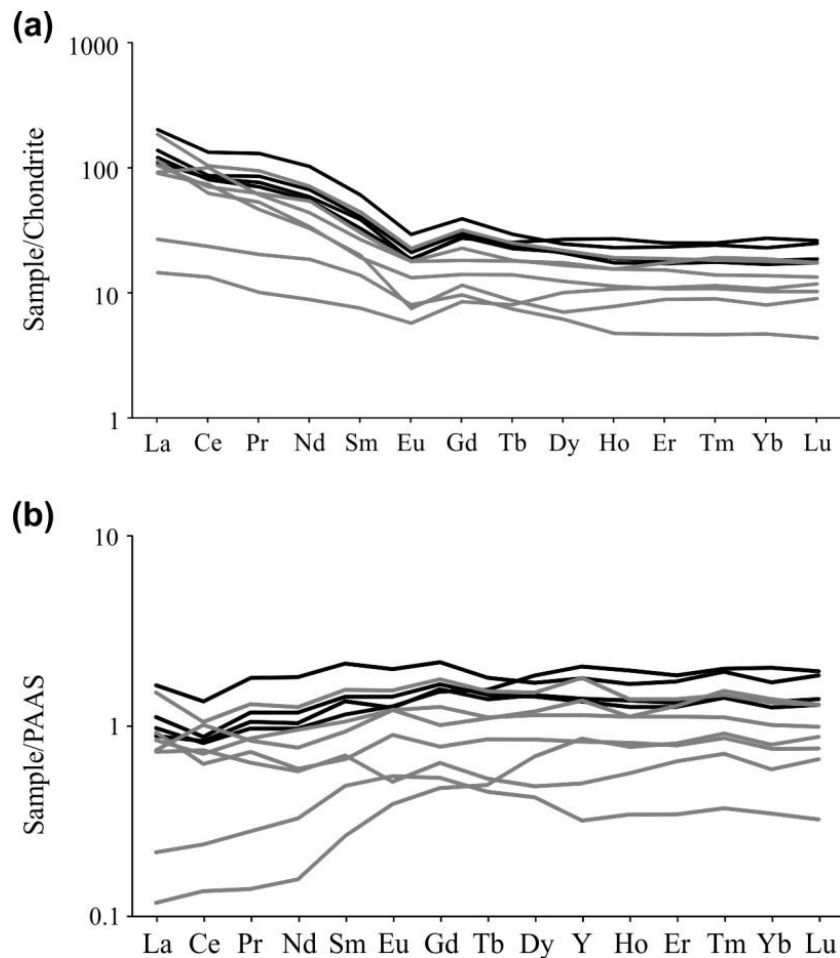 (a)
1000
100
10
1
Sample/Chondrite
La Ce Pr Nd Sm Eu Gd Tb Dy Ho Er Tm Yb Lu
(b)
10
1
0.1
Sample/PAAS
La Ce Pr Nd Sm Eu Gd Tb Dy Y Ho Er Tm Yb Lu